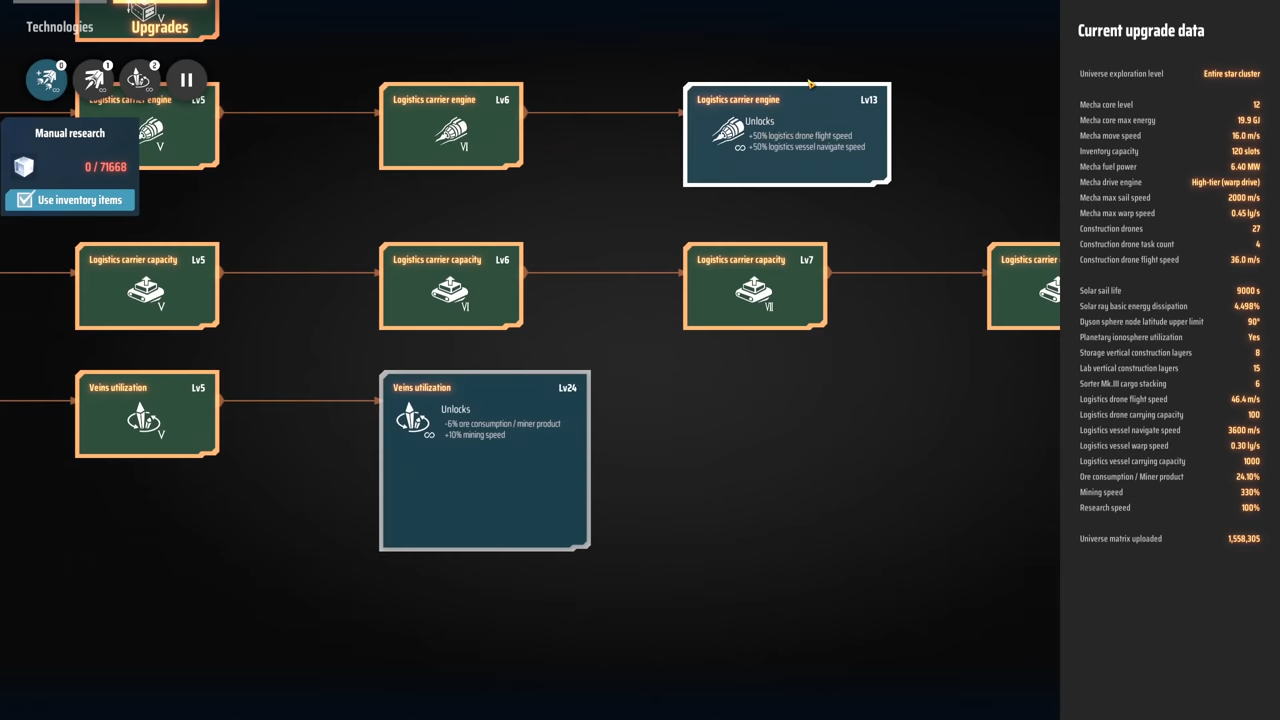 V
Technologies
Upgrades
0
1
2
∞
∞
∞
Manual research
0 / 71668
Use inventory items
Logistics carrier engine Lv5
V
Logistics carrier engine Lv6
VI
Logistics carrier engine Lv13
Unlocks
+50% logistics drone flight speed
∞ +50% logistics vessel navigate speed
Logistics carrier capacity Lv5
V
Logistics carrier capacity Lv6
VI
Logistics carrier capacity Lv7
VII
Logistics carrier
Veins utilization Lv5
V
Veins utilization Lv24
Unlocks
-6% ore consumption / miner product
∞ +10% mining speed
Current upgrade data
Universe exploration level Entire star cluster
Mecha core level 12
Mecha core max energy 19.9 GJ
Mecha move speed 16.0 m/s
Inventory capacity 120 slots
Mecha fuel power 6.40 MW
Mecha drive engine High-tier (warp drive)
Mecha max sail speed 2000 m/s
Mecha max warp speed 0.45 ly/s
Construction drones 27
Construction drone task count 4
Construction drone flight speed 36.0 m/s
Solar sail life 9000 s
Solar ray basic energy dissipation 4.498%
Dyson sphere node latitude upper limit 90°
Planetary ionosphere utilization Yes
Storage vertical construction layers 8
Lab vertical construction layers 15
Sorter Mk.III cargo stacking 6
Logistics drone flight speed 46.4 m/s
Logistics drone carrying capacity 100
Logistics vessel navigate speed 3600 m/s
Logistics vessel warp speed 0.30 ly/s
Logistics vessel carrying capacity 1000
Ore consumption / Miner product 24.10%
Mining speed 330%
Research speed 100%
Universe matrix uploaded 1,558,305